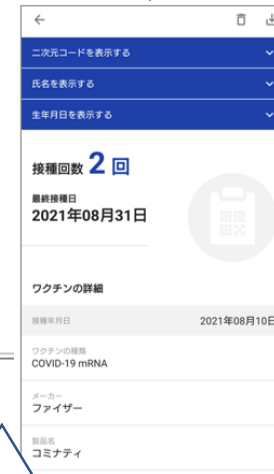 二次元コードを表示する
氏名を表示する
生年月日を表示する
接種回数 2 回
最終接種日
2021年08月31日
ワクチンの詳細
接種年月日 2021年08月10日
ワクチンの種類
COVID-19 mRNA
メーカー
ファイザー
製品名
コミナティ